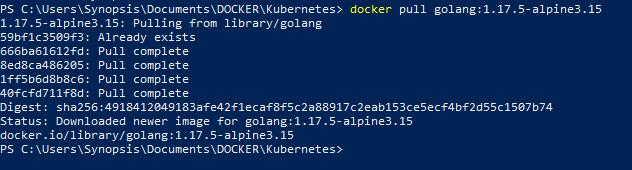 PS C:\Users\Synopsis\Documents\DOCKER\Kubernetes> docker pull golang:1.17.5-alpine3.15
1.17.5-alpine3.15: Pulling from library/golang
59bf1c3509f3: Already exists
666ba61612fd: Pull complete
8ed8ca486205: Pull complete
1ff5b6d8b8c6: Pull complete
40fcfd711f8d: Pull complete
Digest: sha256:4918412049183afe42f1ecaf8f5c2a88917c2eab153ce5ecf4bf2d55c1507b74
Status: Downloaded newer image for golang:1.17.5-alpine3.15
docker.io/library/golang:1.17.5-alpine3.15
PS C:\Users\Synopsis\Documents\DOCKER\Kubernetes>